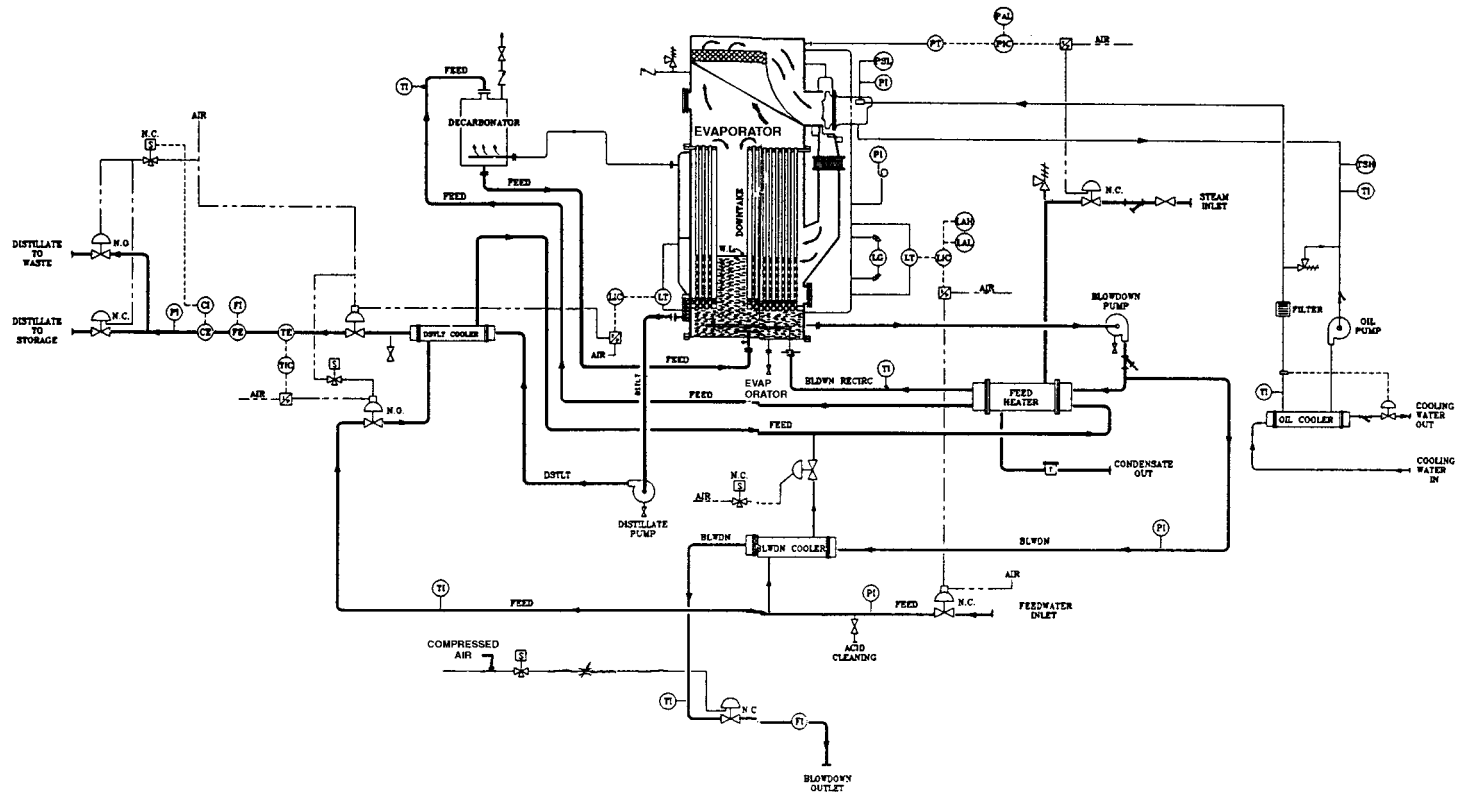 PAL
PT
PIC
I/P
AIR
FEED
TI
DECARBONATOR
PSL
PI
AIR
N.C.
S
EVAPORATOR
PI
TSH
TI
N.C.
STEAM
INLET
FEED
FEED
DOWNTAKE
W.L.
LAH
LAL
LG
LT
LIC
AIR
DISTILLATE
TO
WASTE
N.O.
DISTILLATE
TO
STORAGE
N.C.
PI
CI
FI
CE
FE
TE
TIC
DSTLT COOLER
LIC
LT
AIR
BLOWDOWN
PUMP
FILTER
OIL
PUMP
S
AIR
N.O.
FEED
DSTLT
EVAP
ORATOR
BLDWN RECIRC
TI
FEED
HEATER
FEED
FEED
TI
OIL COOLER
COOLING
WATER
OUT
COOLING
WATER
IN
CONDENSATE
OUT
T
DSTLT
DISTILLATE
PUMP
N.C.
S
AIR
BLWDN
BLWDN COOLER
BLWDN
PI
TI
FEED
PI
FEED
AIR
N.C.
FEEDWATER
INLET
ACID
CLEANING
COMPRESSED
AIR
S
TI
N C
FI
BLOWDOWN
OUTLET